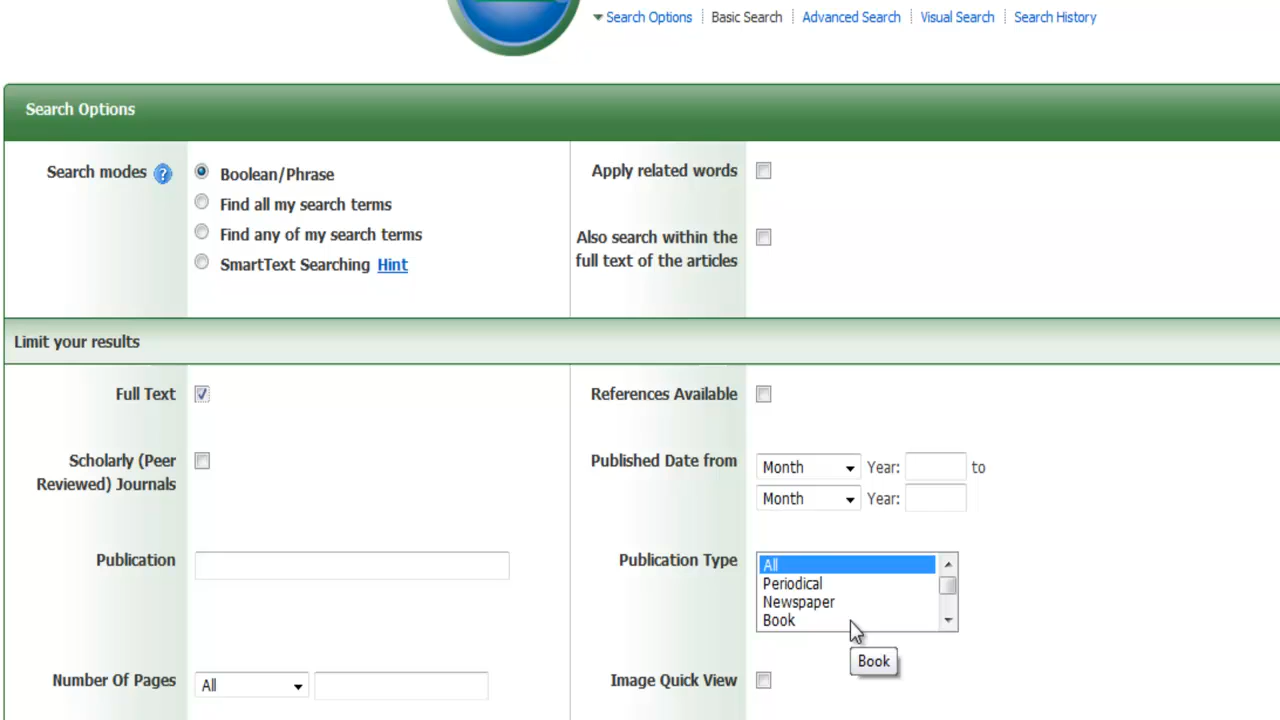 Search Options Basic Search Advanced Search Visual Search Search History
Search Options
Search modes ?
Boolean/Phrase
Find all my search terms
Find any of my search terms
SmartText Searching Hint
Apply related words
Also search within the
full text of the articles
Limit your results
Full Text
References Available
Scholarly (Peer
Reviewed) Journals
Published Date from
Month Year: to
Month Year:
Publication
Publication Type
All
Periodical
Newspaper
Book
Book
Number Of Pages
All
Image Quick View